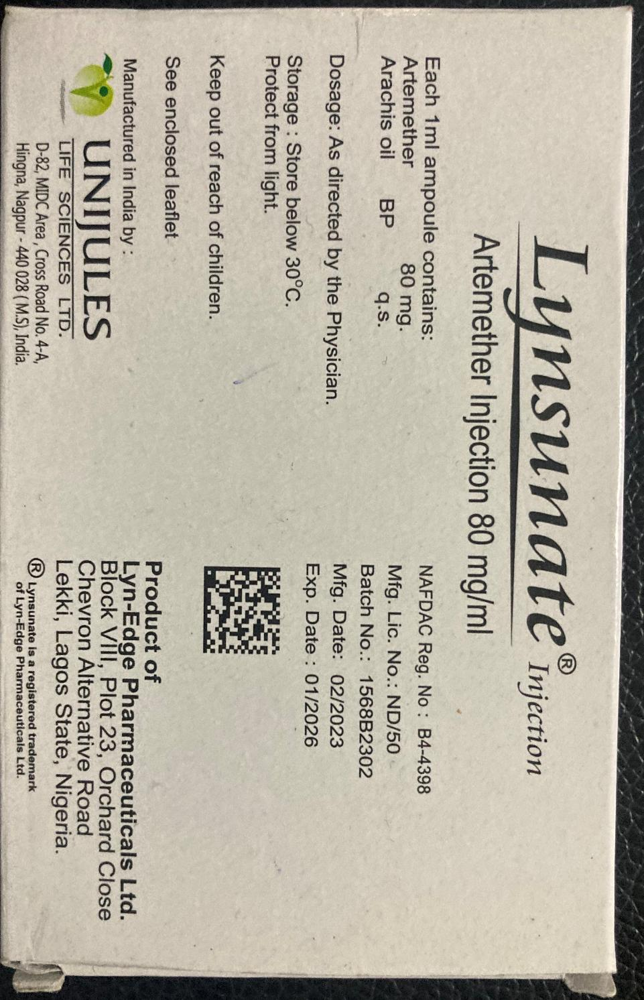 Lynsunate® Injection
Artemether Injection 80 mg/ml
Each 1ml ampoule contains:
Artemether 80 mg.
Arachis oil BP q.s.
Dosage: As directed by the Physician.
Storage : Store below 30°C.
Protect from light.
Keep out of reach of children.
See enclosed leaflet
Manufactured in India by :
UNIJULES
LIFE SCIENCES LTD.
D-82, MIDC Area , Cross Road No. 4-A,
Hingna, Nagpur - 440 028 ( M.S), India.
NAFDAC Reg. No : B4-4398
Mfg. Lic. No.: ND/50
Batch No.: 1568B2302
Mfg. Date: 02/2023
Exp. Date : 01/2026
Product of
Lyn-Edge Pharmaceuticals Ltd.
Block VIII, Plot 23, Orchard Close
Chevron Alternative Road
Lekki, Lagos State, Nigeria.
® Lynsunate is a registered trademark
of Lyn-Edge Pharmaceuticals Ltd.